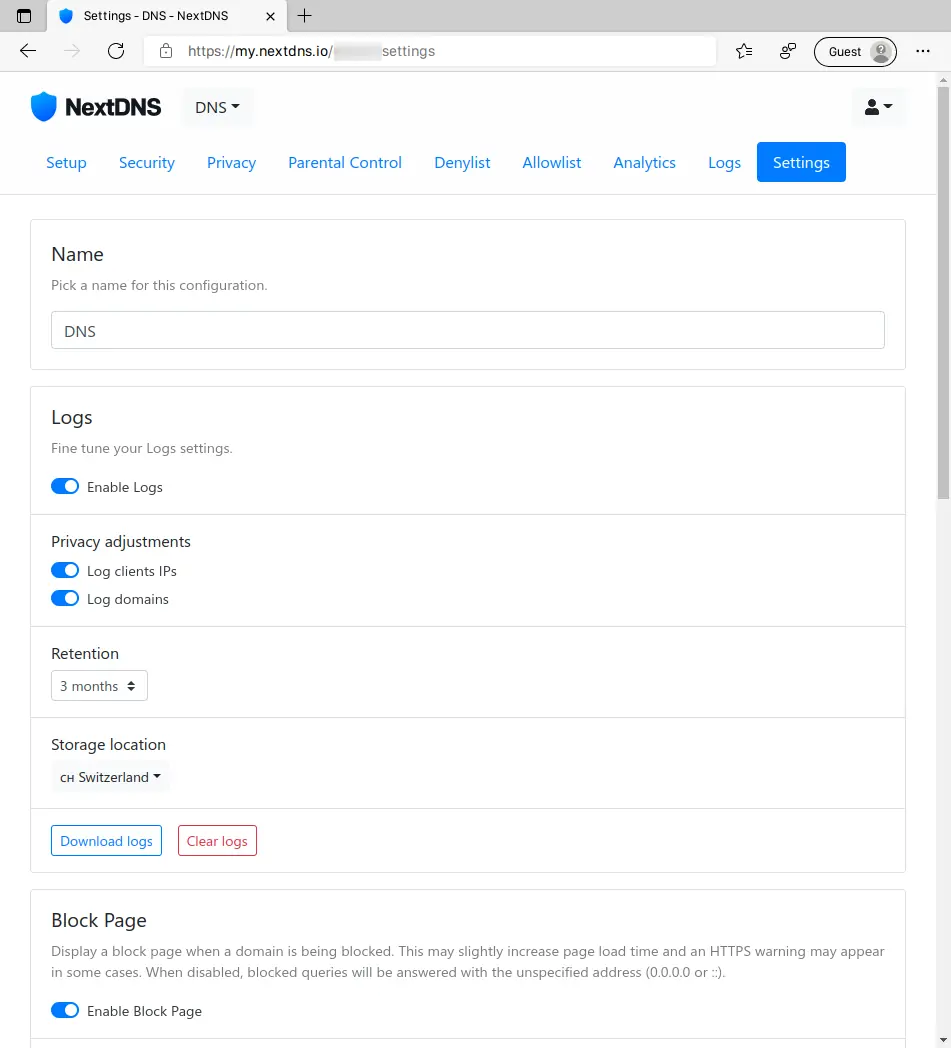 Settings - DNS - NextDNS
https://my.nextdns.io/ settings
Guest
NextDNS
DNS
Setup Security Privacy Parental Control Denylist Allowlist Analytics Logs Settings
Name
Pick a name for this configuration.
DNS
Logs
Fine tune your Logs settings.
Enable Logs
Privacy adjustments
Log clients IPs
Log domains
Retention
3 months
Storage location
CH Switzerland
Download logs Clear logs
Block Page
Display a block page when a domain is being blocked. This may slightly increase page load time and an HTTPS warning may appear
in some cases. When disabled, blocked queries will be answered with the unspecified address (0.0.0.0 or ::).
Enable Block Page